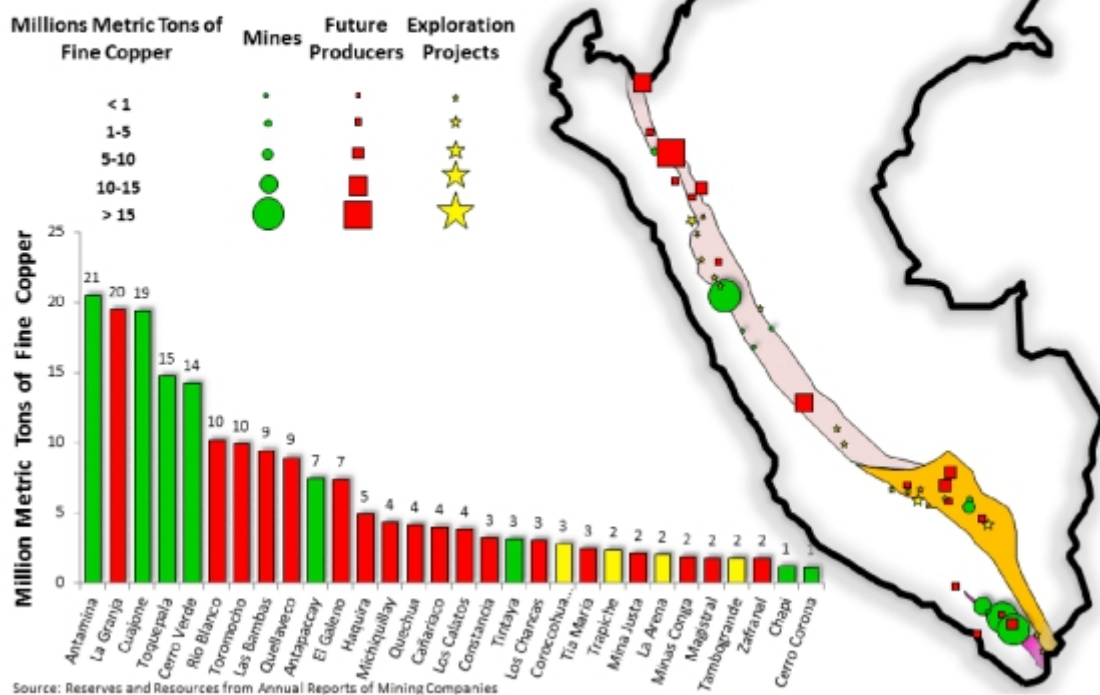 Millions Metric Tons of
Fine Copper
Mines
Future
Producers
Exploration
Projects
< 1
1-5
5-10
10-15
> 15
Million Metric Tons of Fine Copper
25
20
15
10
5
0
21
20
19
15
14
10
10
9
9
7
7
5
4
4
4
4
3
3
3
3
3
2
2
2
2
2
2
2
1
1
Antamina
La Granja
Cuajone
Toquepala
Cerro Verde
Rio Blanco
Toromocho
Las Bambas
Quellaveco
Antapaccay
El Galeno
Haquira
Michiquillay
Quechua
Cañariaco
Los Calatos
Constancia
Tintaya
Los Chancas
Coroccohua...
Tia Maria
Trapiche
Mina Justa
La Arena
Minas Conga
Magistral
Tambogrande
Zafranal
Chapi
Cerro Corona
Source: Reserves and Resources from Annual Reports of Mining Companies